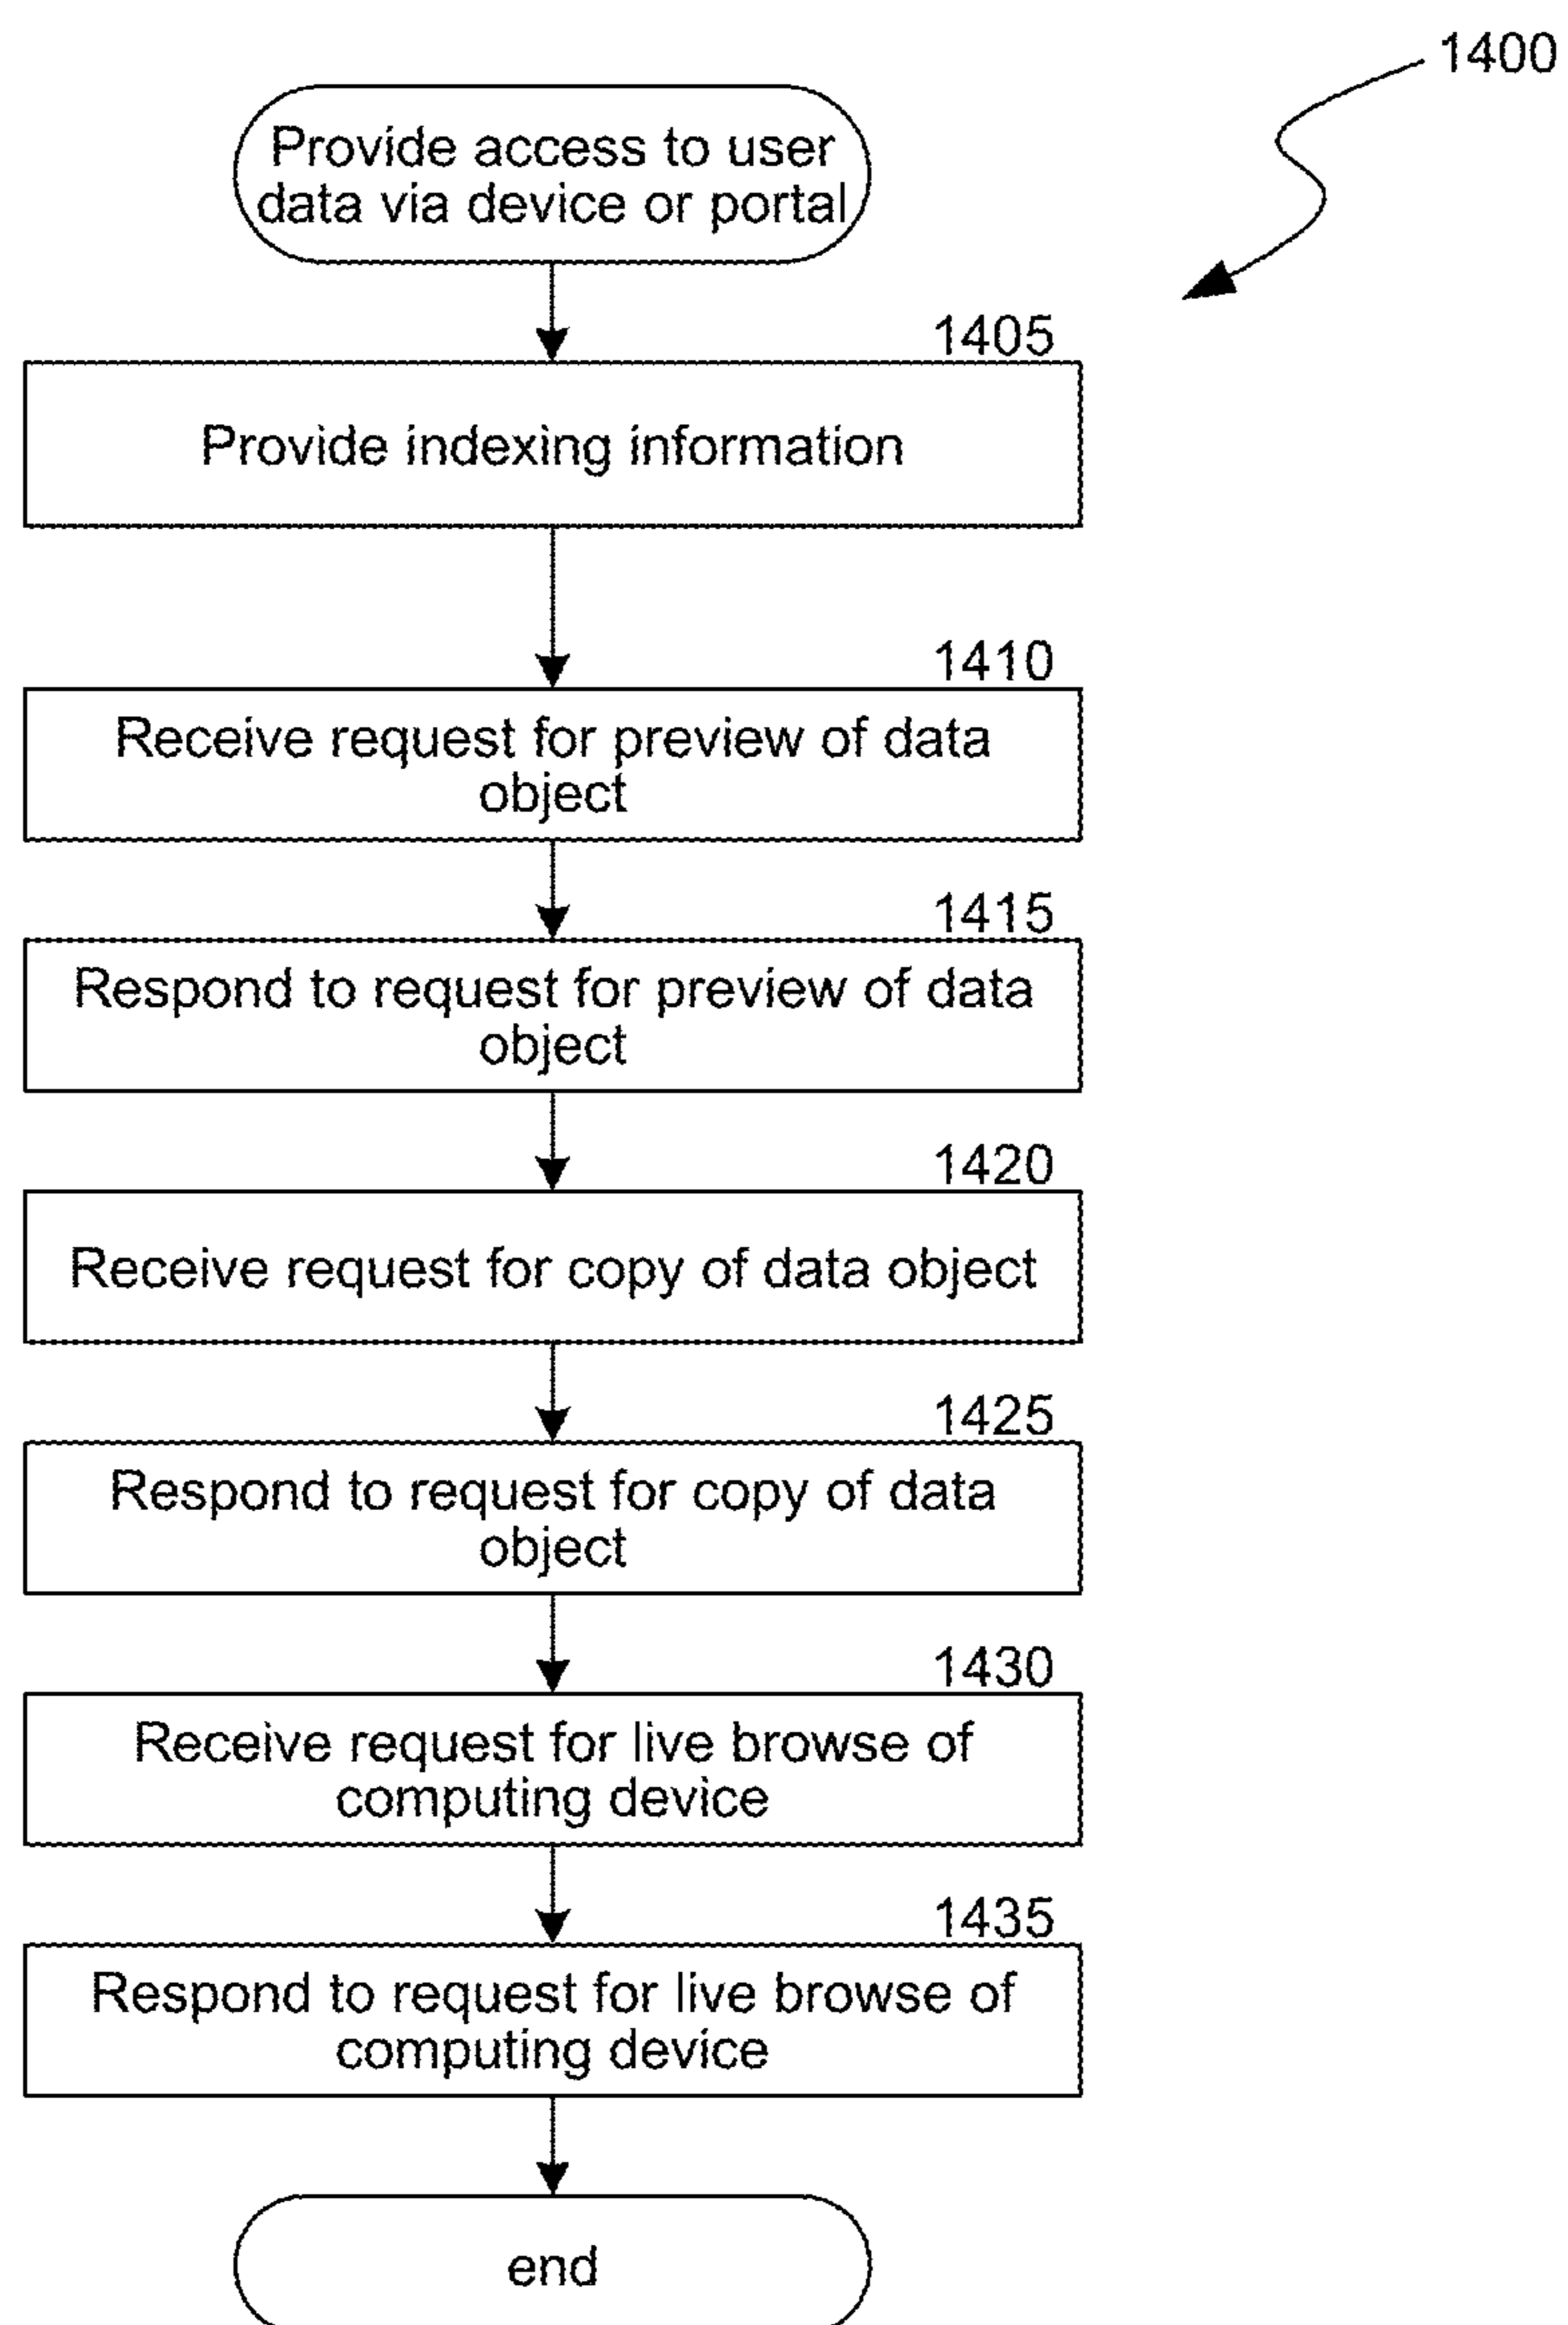 1400
Provide access to user
data via device or portal
1405
Provide indexing information
1410
Receive request for preview of data
object
1415
Respond to request for preview of data
object
1420
Receive request for copy of data object
1425
Respond to request for copy of data
object
1430
Receive request for live browse of
computing device
1435
Respond to request for live browse of
computing device
end